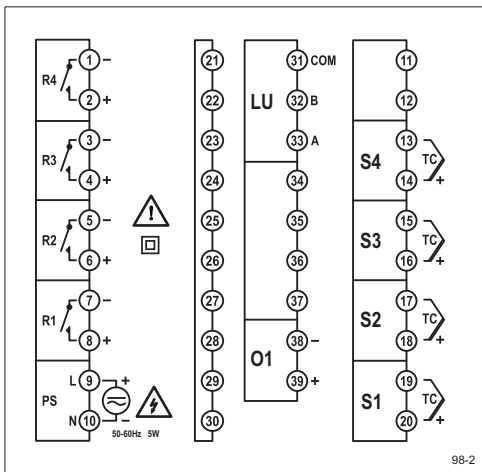 R4 1 –
2 +
R3 3 –
4 +
R2 5 –
6 +
R1 7 –
8 +
PS L 9 +
N 10 –
50-60Hz 5W
21
22
23
24
25
26
27
28
29
30
LU 31 COM
32 B
33 A
34
35
36
37
O1 38 –
39 +
11
12
S4 13 TC
14 +
S3 15 TC
16 +
S2 17 TC
18 +
S1 19 TC
20 +
98-2